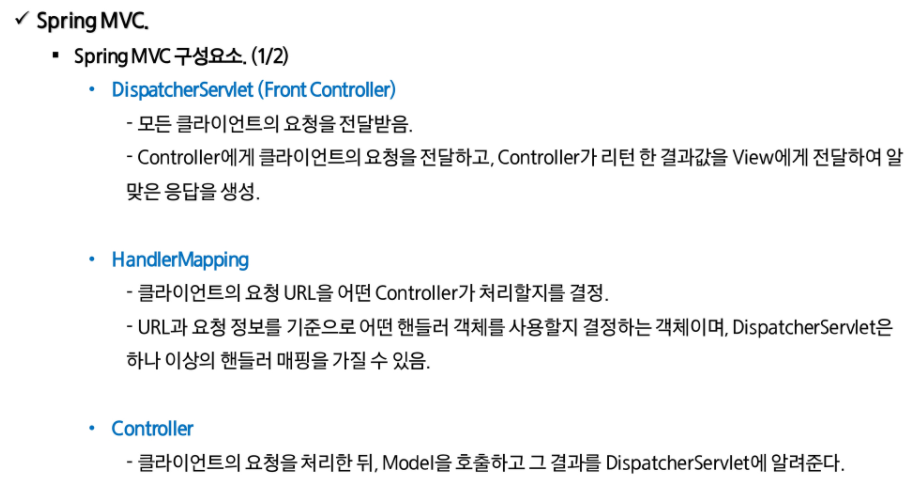 ✓ Spring MVC.
▪ Spring MVC 구성요소. (1/2)
• DispatcherServlet (Front Controller)
- 모든 클라이언트의 요청을 전달받음.
- Controller에게 클라이언트의 요청을 전달하고, Controller가 리턴 한 결과값을 View에게 전달하여 알
맞은 응답을 생성.
• HandlerMapping
- 클라이언트의 요청 URL을 어떤 Controller가 처리할지를 결정.
- URL과 요청 정보를 기준으로 어떤 핸들러 객체를 사용할지 결정하는 객체이며, DispatcherServlet은
하나 이상의 핸들러 매핑을 가질 수 있음.
• Controller
- 클라이언트의 요청을 처리한 뒤, Model을 호출하고 그 결과를 DispatcherServlet에 알려준다.